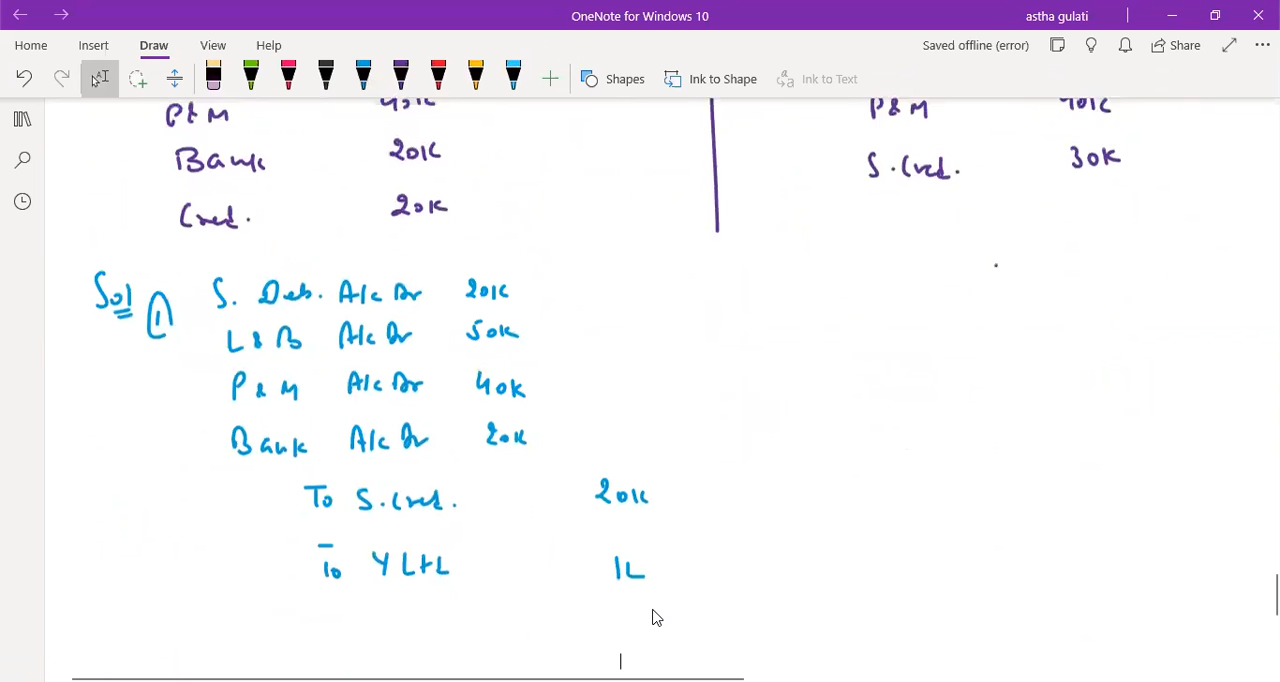 OneNote for Windows 10
astha gulati
Home Insert Draw View Help
Saved offline (error) Share
Shapes Ink to Shape Ink to Text
P & M
Bank 20K
Cred. 20K
P & M 40K
S. Cred. 30K
Sol (1) S. Deb. A/c Dr 20K
L & B A/c Dr 50K
P & M A/c Dr 40K
Bank A/c Dr 20K
To S. Cred. 20K
To Y Ltd 1L